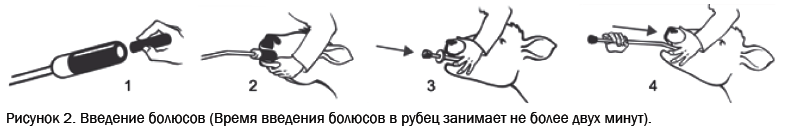 1 2 3 4
Рисунок 2. Введение болюсов (Время введения болюсов в рубец занимает не более двух минут).